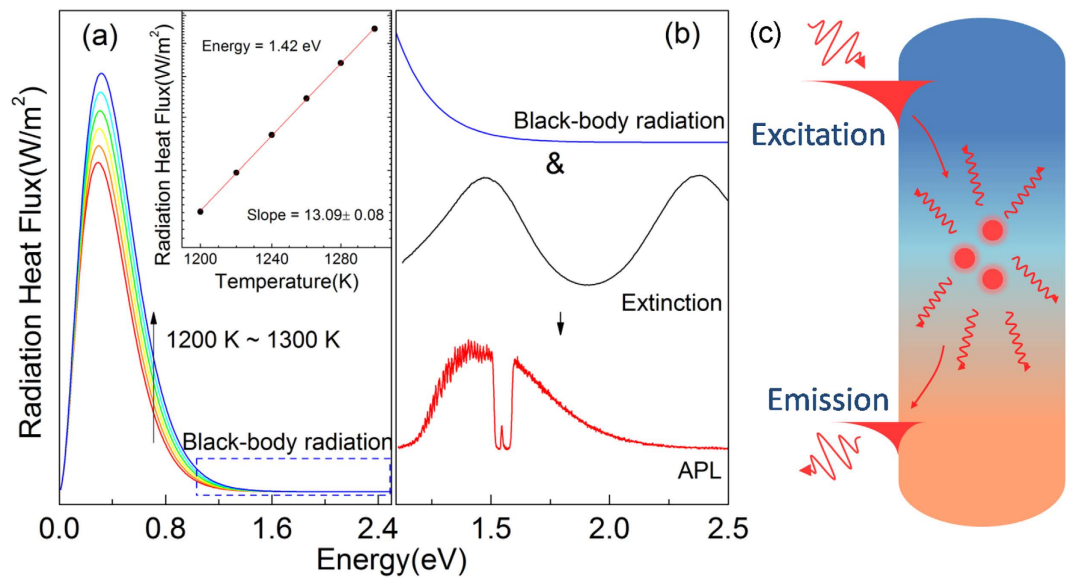 (a)
Radiation Heat Flux(W/m²)
Radiation Heat Flux(W/m²)
Energy = 1.42 eV
Slope = 13.09± 0.08
1200 1240 1280
Temperature(K)
1200 K ~ 1300 K
Black-body radiation
0.0 0.8 1.6 2.4
(b)
Black-body radiation
&
Extinction
APL
1.5 2.0 2.5
Energy(eV)
(c)
Excitation
Emission